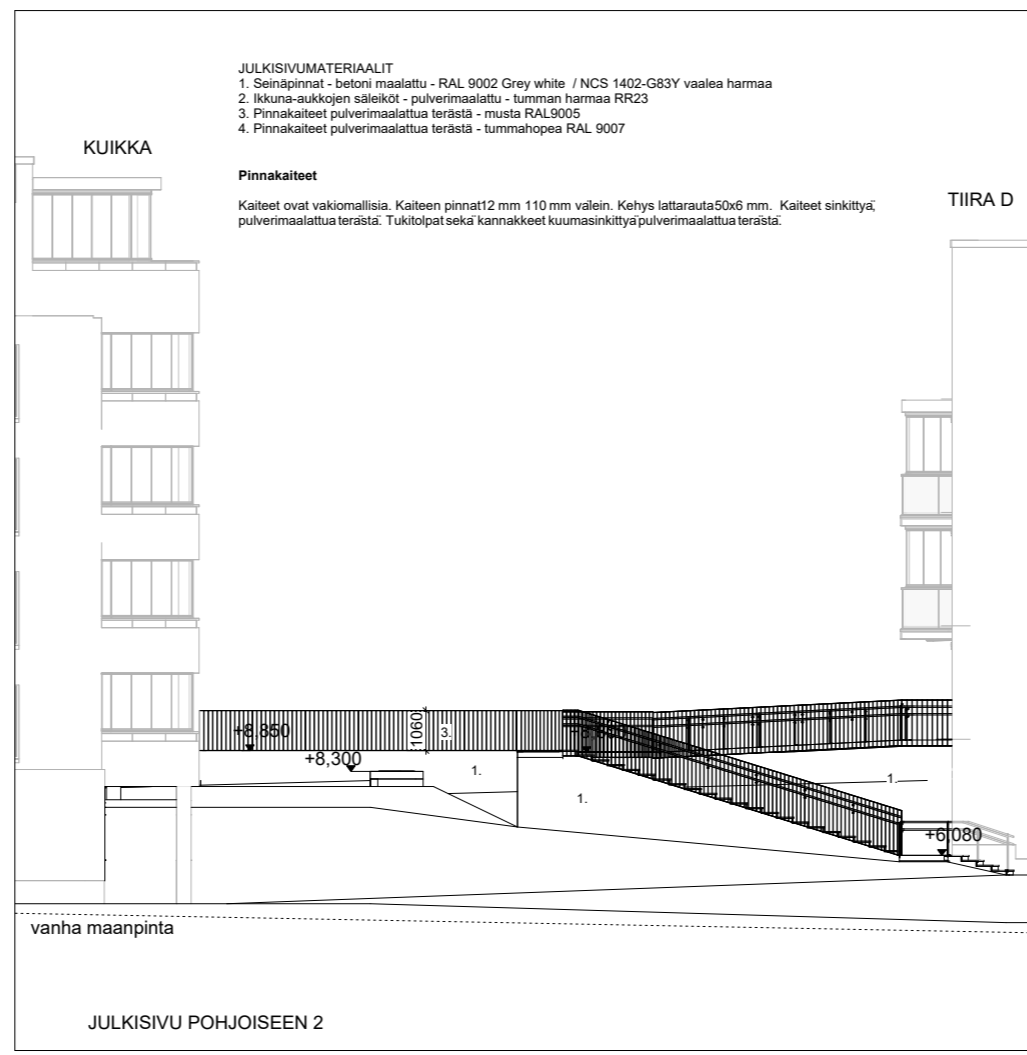 JULKISIVUMATERIAALIT
1. Seinäpinnat - betoni maalattu - RAL 9002 Grey white / NCS 1402-G83Y vaalea harmaa
2. Ikkuna-aukkojen säleiköt - pulverimaalattu - tumman harmaa RR23
3. Pinnakaiteet pulverimaalattua terästä - musta RAL9005
4. Pinnakaiteet pulverimaalattua terästä - tummahopea RAL 9007
KUIKKA
Pinnakaiteet
TIIRA D
Kaiteet ovat vakiomallisia. Kaiteen pinnat12 mm 110 mm välein. Kehys lattarauta50x6 mm. Kaiteet sinkittyä,
pulverimaalattua terästä. Tukitolpat sekä kannakkeet kuumasinkittyä pulverimaalattua terästä.
+8,850
1060
3.
+8,300
1.
1.
1.
+6,080
vanha maanpinta
JULKISIVU POHJOISEEN 2